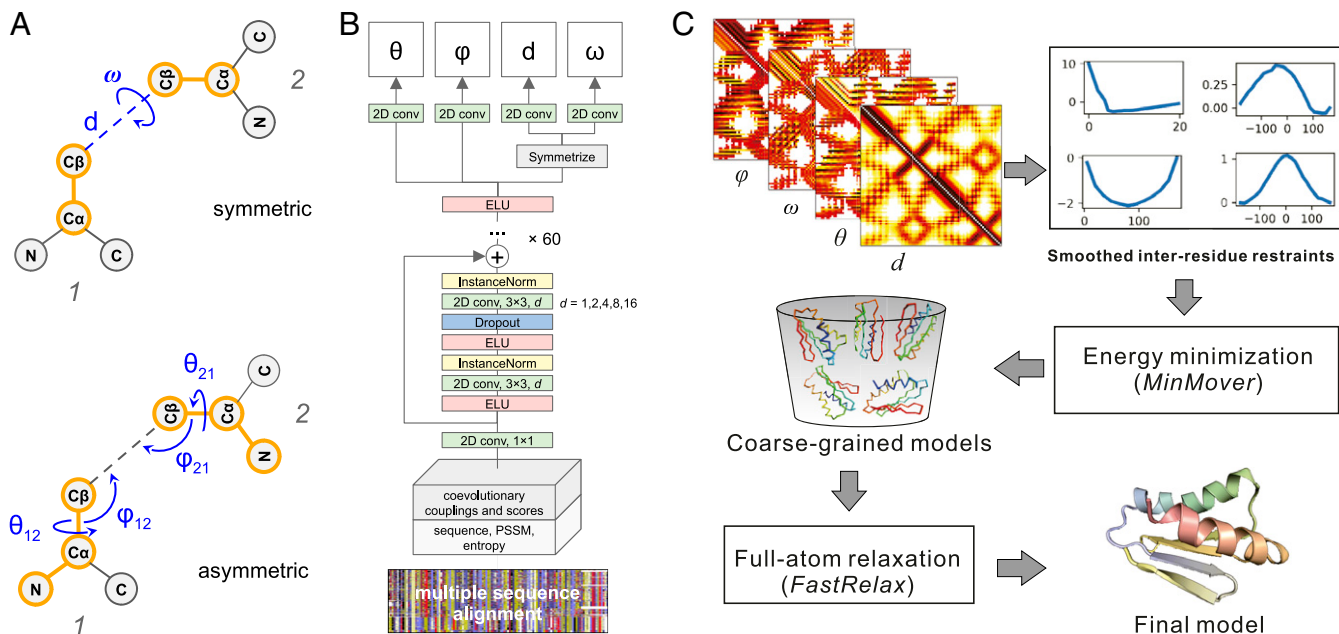 A
ω
Cβ
Cα
C
N
2
d
Cβ
Cα
N
C
symmetric
1
θ21
Cβ
Cα
C
N
2
φ21
Cβ
θ12
φ12
Cα
N
C
asymmetric
1
B
θ φ d ω
2D conv 2D conv 2D conv 2D conv
Symmetrize
ELU
... × 60
+
InstanceNorm
2D conv, 3×3, d d = 1,2,4,8,16
Dropout
ELU
InstanceNorm
2D conv, 3×3, d
ELU
2D conv, 1×1
coevolutionary
couplings and scores
sequence, PSSM,
entropy
multiple sequence
alignment
C
φ
ω
θ
d
10
0
0 20
0.25
0.00
−100 0 100
0
−2
0 100
1
0
−100 0 100
Smoothed inter-residue restraints
Energy minimization
(MinMover)
Coarse-grained models
Full-atom relaxation
(FastRelax)
Final model